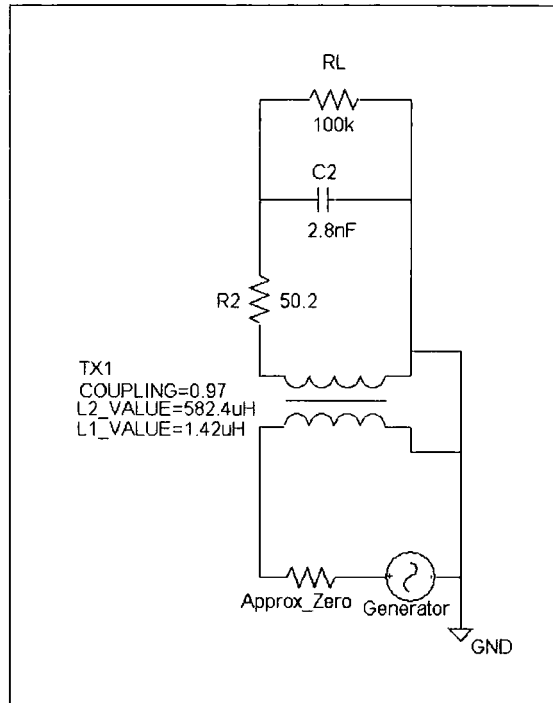 RL
100k
C2
2.8nF
R2 50.2
TX1
COUPLING=0.97
L2_VALUE=582.4uH
L1_VALUE=1.42uH
Approx_Zero
Generator
GND